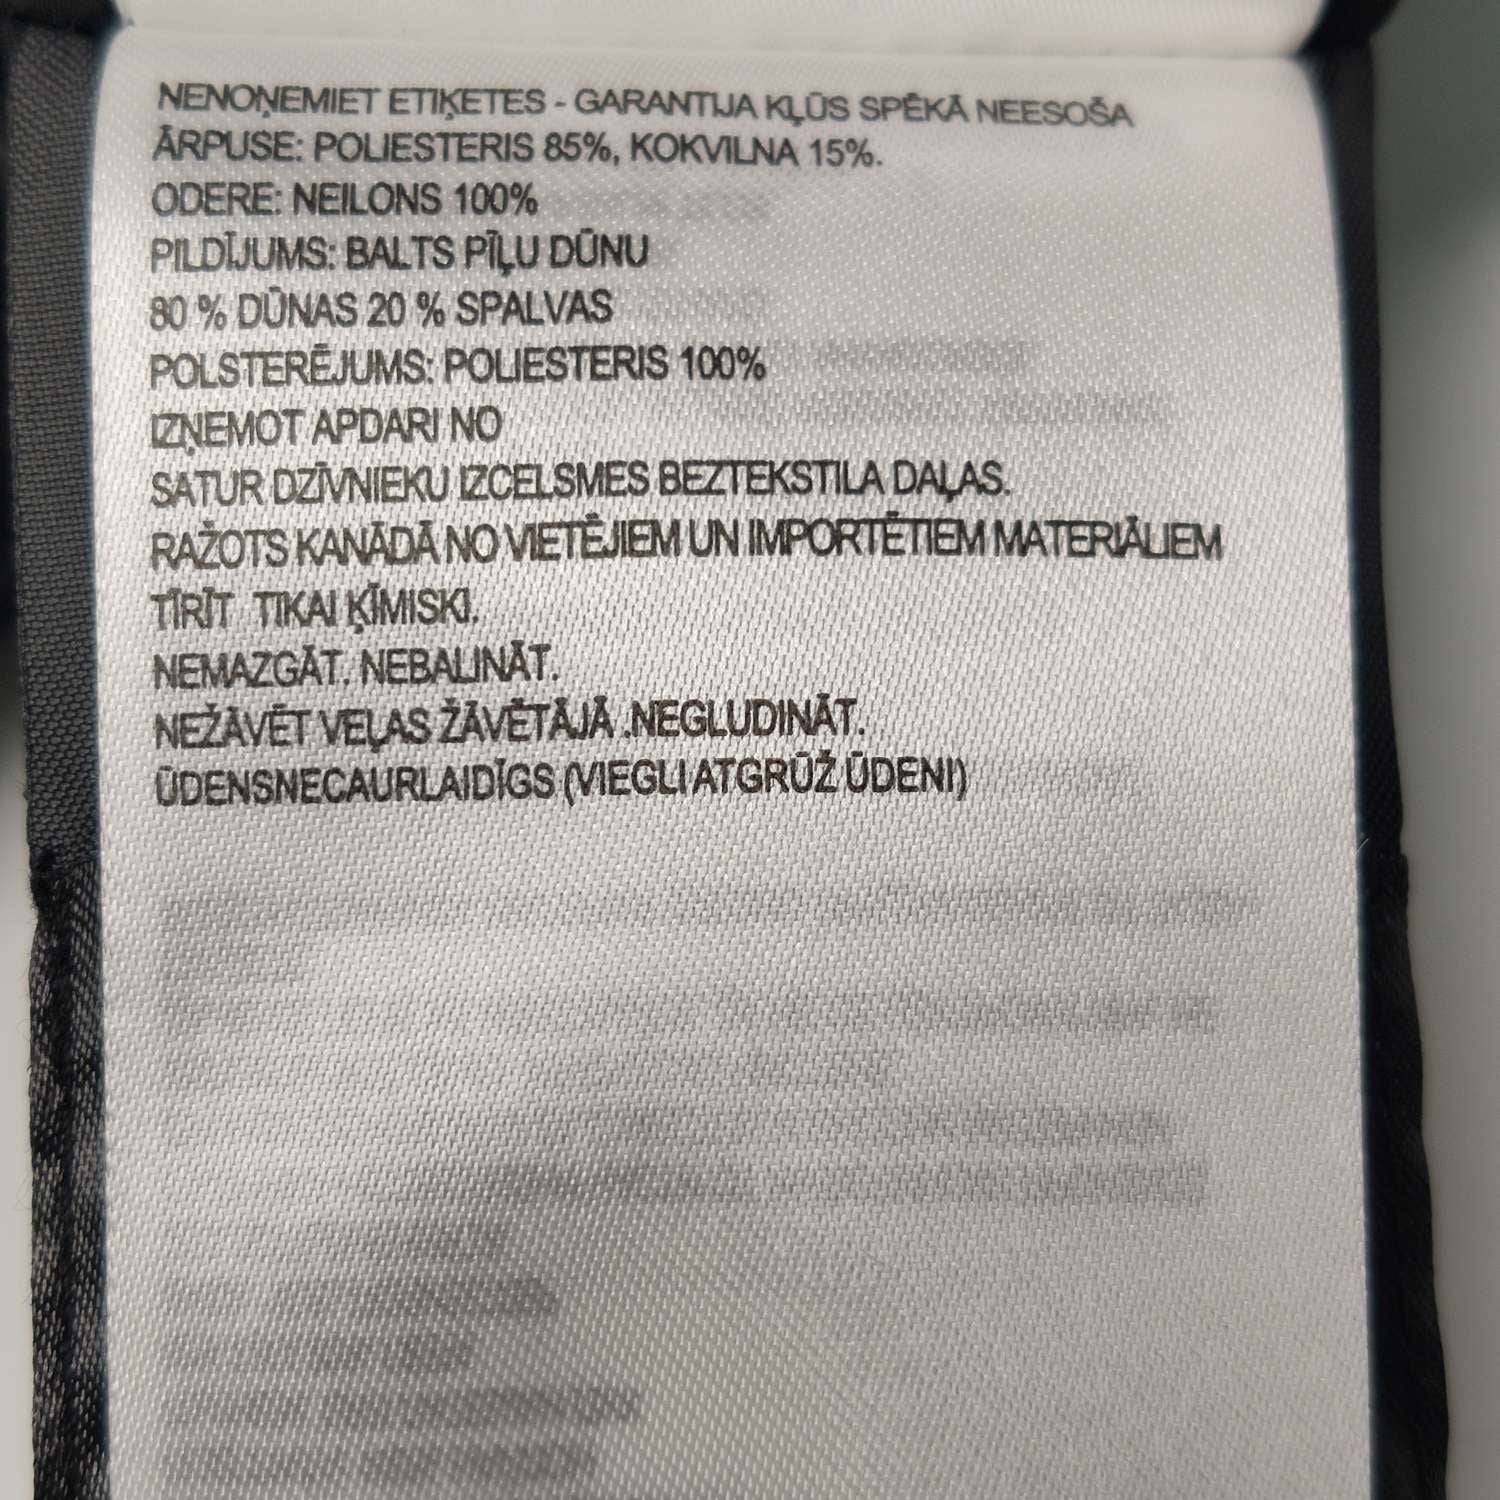 NENOŅEMIET ETIĶETES - GARANTIJA KĻŪS SPĒKĀ NEESOŠA
ĀRPUSE: POLIESTERIS 85%, KOKVILNA 15%.
ODERE: NEILONS 100%
PILDĪJUMS: BALTS PĪĻU DŪNU
80 % DŪNAS 20 % SPALVAS
POLSTERĒJUMS: POLIESTERIS 100%
IZŅEMOT APDARI NO
SATUR DZĪVNIEKU IZCELSMES BEZTEKSTILA DAĻAS.
RAŽOTS KANĀDĀ NO VIETĒJIEM UN IMPORTĒTIEM MATERIĀLIEM
TĪRĪT TIKAI ĶĪMISKI.
NEMAZGĀT. NEBALINĀT.
NEŽĀVĒT VEĻAS ŽĀVĒTĀJĀ .NEGLUDINĀT.
ŪDENSNECAURLAIDĪGS (VIEGLI ATGRŪŽ ŪDENI)